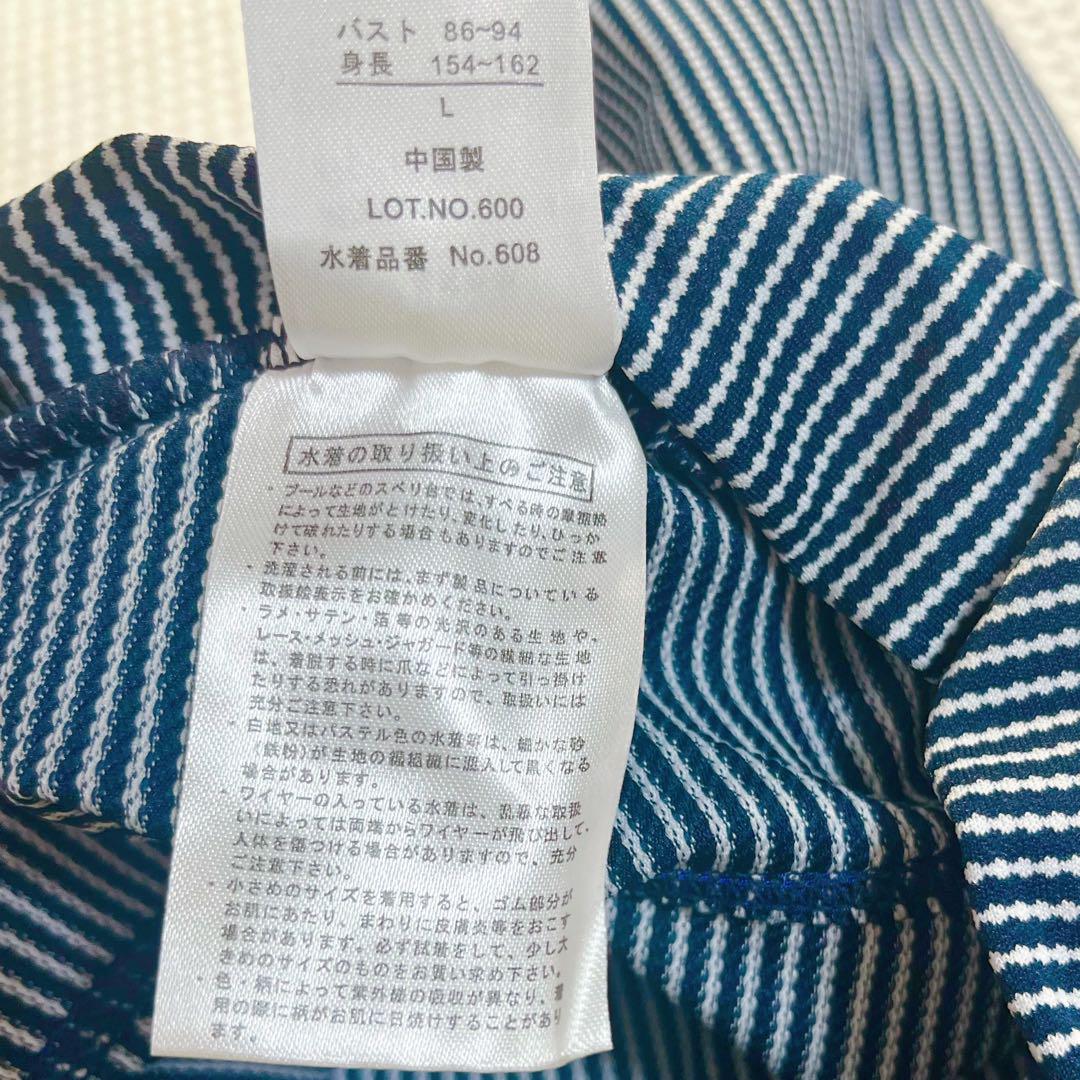 バスト 86~94
身長 154~162
L
中国製
LOT.NO.600
水着品番 No.608
水着の取り扱い上のご注意
・プールなどのスベリ台では、すべる時の摩擦熱
によって生地がとけたり、変化したり、ひっか
けて破れたりする場合もありますのでご注意
下さい。
・洗濯される前には、まず製品についている
取扱絵表示をお確かめください。
・ラメ・サテン・箔等の光沢のある生地や、
レース・メッシュ・ジャガード等の繊細な生地
は、着脱する時に爪などによって引っ掛け
たりする恐れがありますので、取扱いには
充分ご注意下さい。
・白地又はパステル色の水着等は、細かな砂
(鉄粉)が生地の編組織に混入して黒くなる
場合があります。
・ワイヤーの入っている水着は、乱暴な取扱
いによっては両端からワイヤーが飛び出して、
人体を傷つける場合がありますので、充分
ご注意下さい。
・小さめのサイズを着用すると、ゴム部分が
お肌にあたり まわりに皮膚炎等をおこす
場合があります。必ず試着をして、少し大
きめのサイズのものをお買い求め下さい。
・色・柄によって紫外様の吸収が異なり、着
用の際に柄がお肌に日焼けすることがあり
ます。